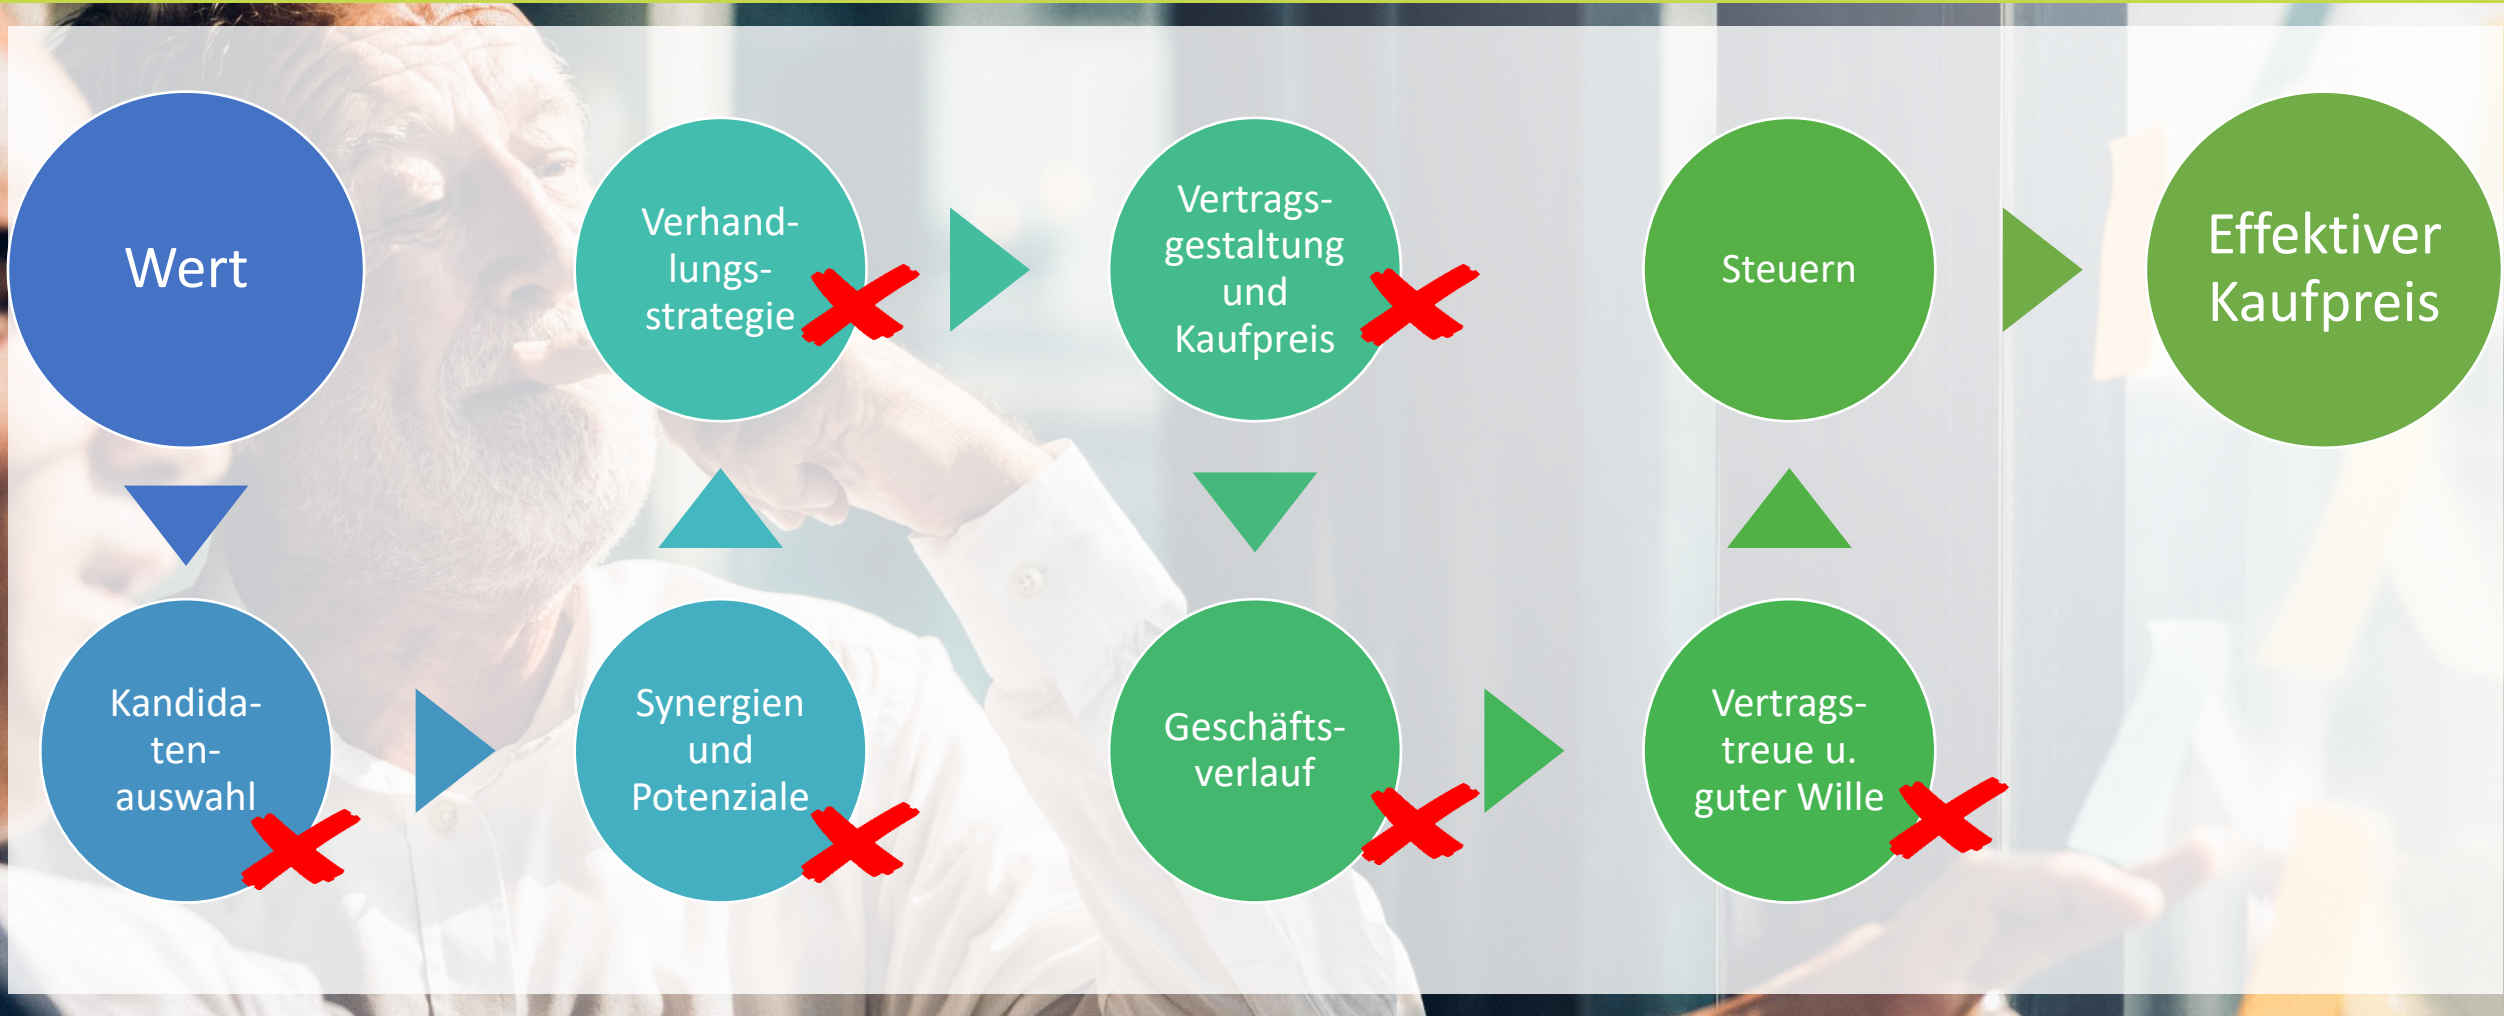 Wert
Kandida-
ten-
auswahl
Synergien
und
Potenziale
Verhand-
lungs-
strategie
Vertrags-
gestaltung
und
Kaufpreis
Geschäfts-
verlauf
Vertrags-
treue u.
guter Wille
Steuern
Effektiver
Kaufpreis